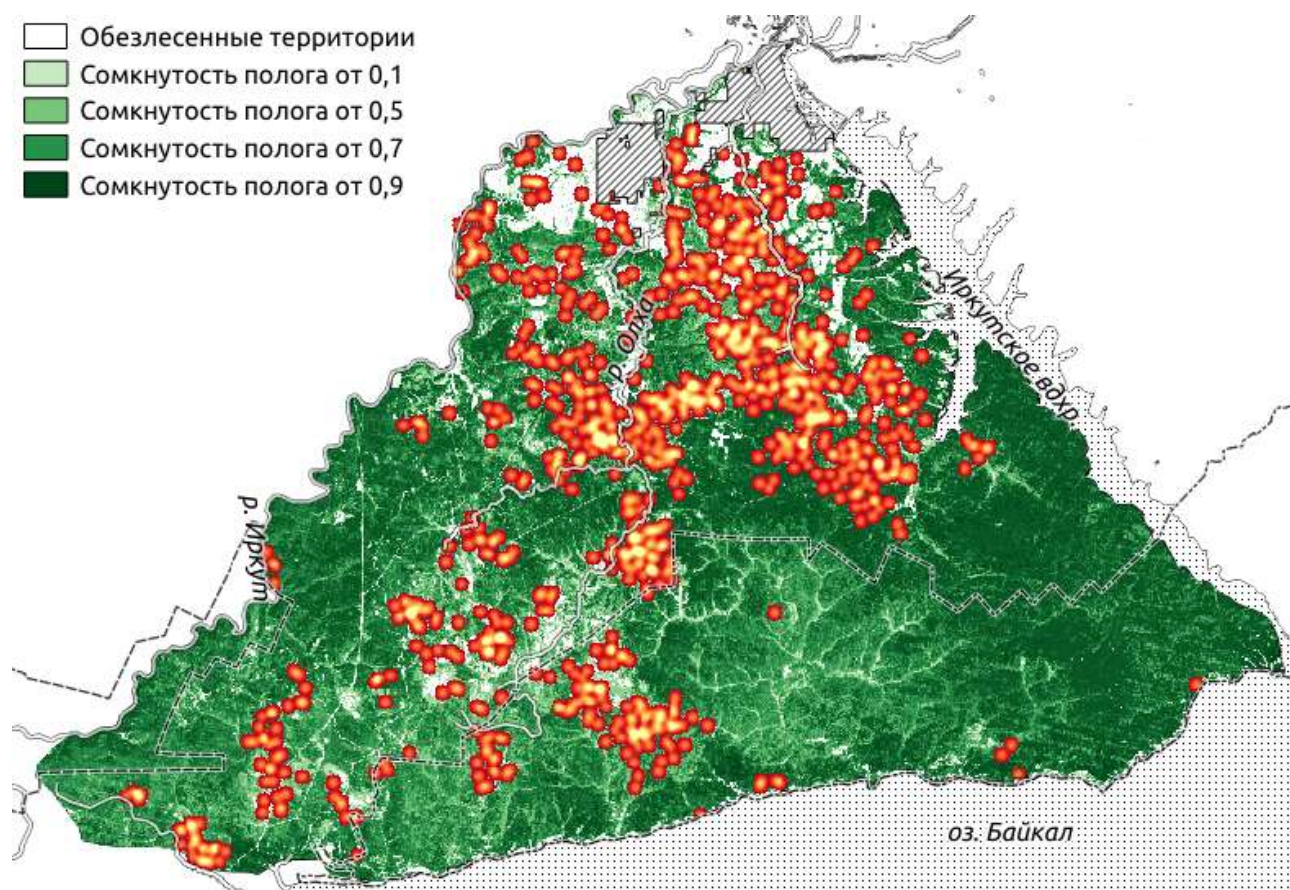 Обезлесенные территории
Сомкнутость полога от 0,1
Сомкнутость полога от 0,5
Сомкнутость полога от 0,7
Сомкнутость полога от 0,9
Иркутское вдхр.
р. Олха
р. Иркут
оз. Байкал